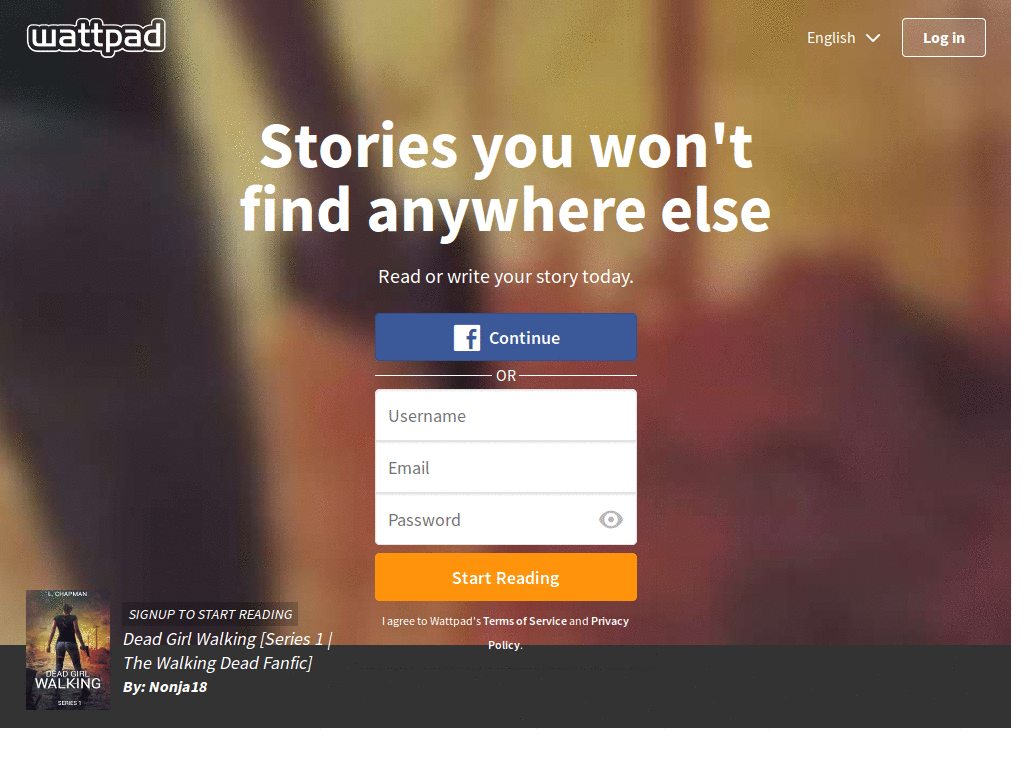 wattpad
English
Log in
Stories you won't
find anywhere else
Read or write your story today.
Continue
OR
Username
Email
Password
Start Reading
I agree to Wattpad's Terms of Service and Privacy
Policy.
L. CHAPMAN
DEAD GIRL
WALKING
SERIES 1
SIGNUP TO START READING
Dead Girl Walking [Series 1 |
The Walking Dead Fanfic]
By: Nonja18